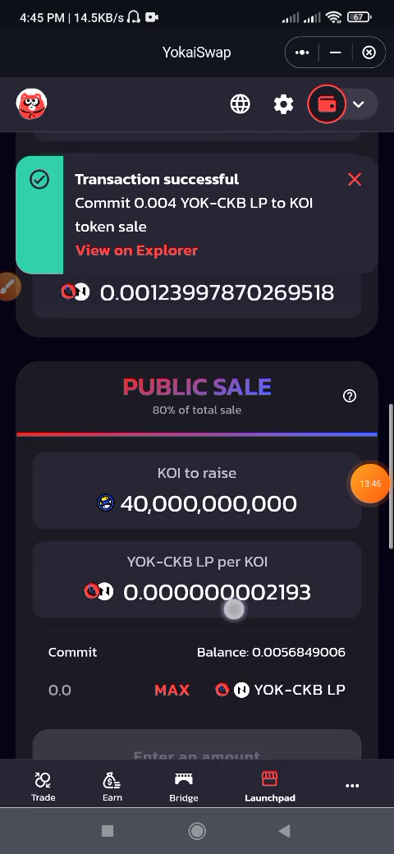 4:45 PM | 14.5KB/s
67
YokaiSwap
Transaction successful
Commit 0.004 YOK-CKB LP to KOI
token sale
View on Explorer
0.00123997870269518
PUBLIC SALE
80% of total sale
KOI to raise
40,000,000,000
13:46
YOK-CKB LP per KOI
0.000000002193
Commit
Balance: 0.0056849006
0.0
MAX
YOK-CKB LP
Enter an amount
Trade
Earn
Bridge
Launchpad